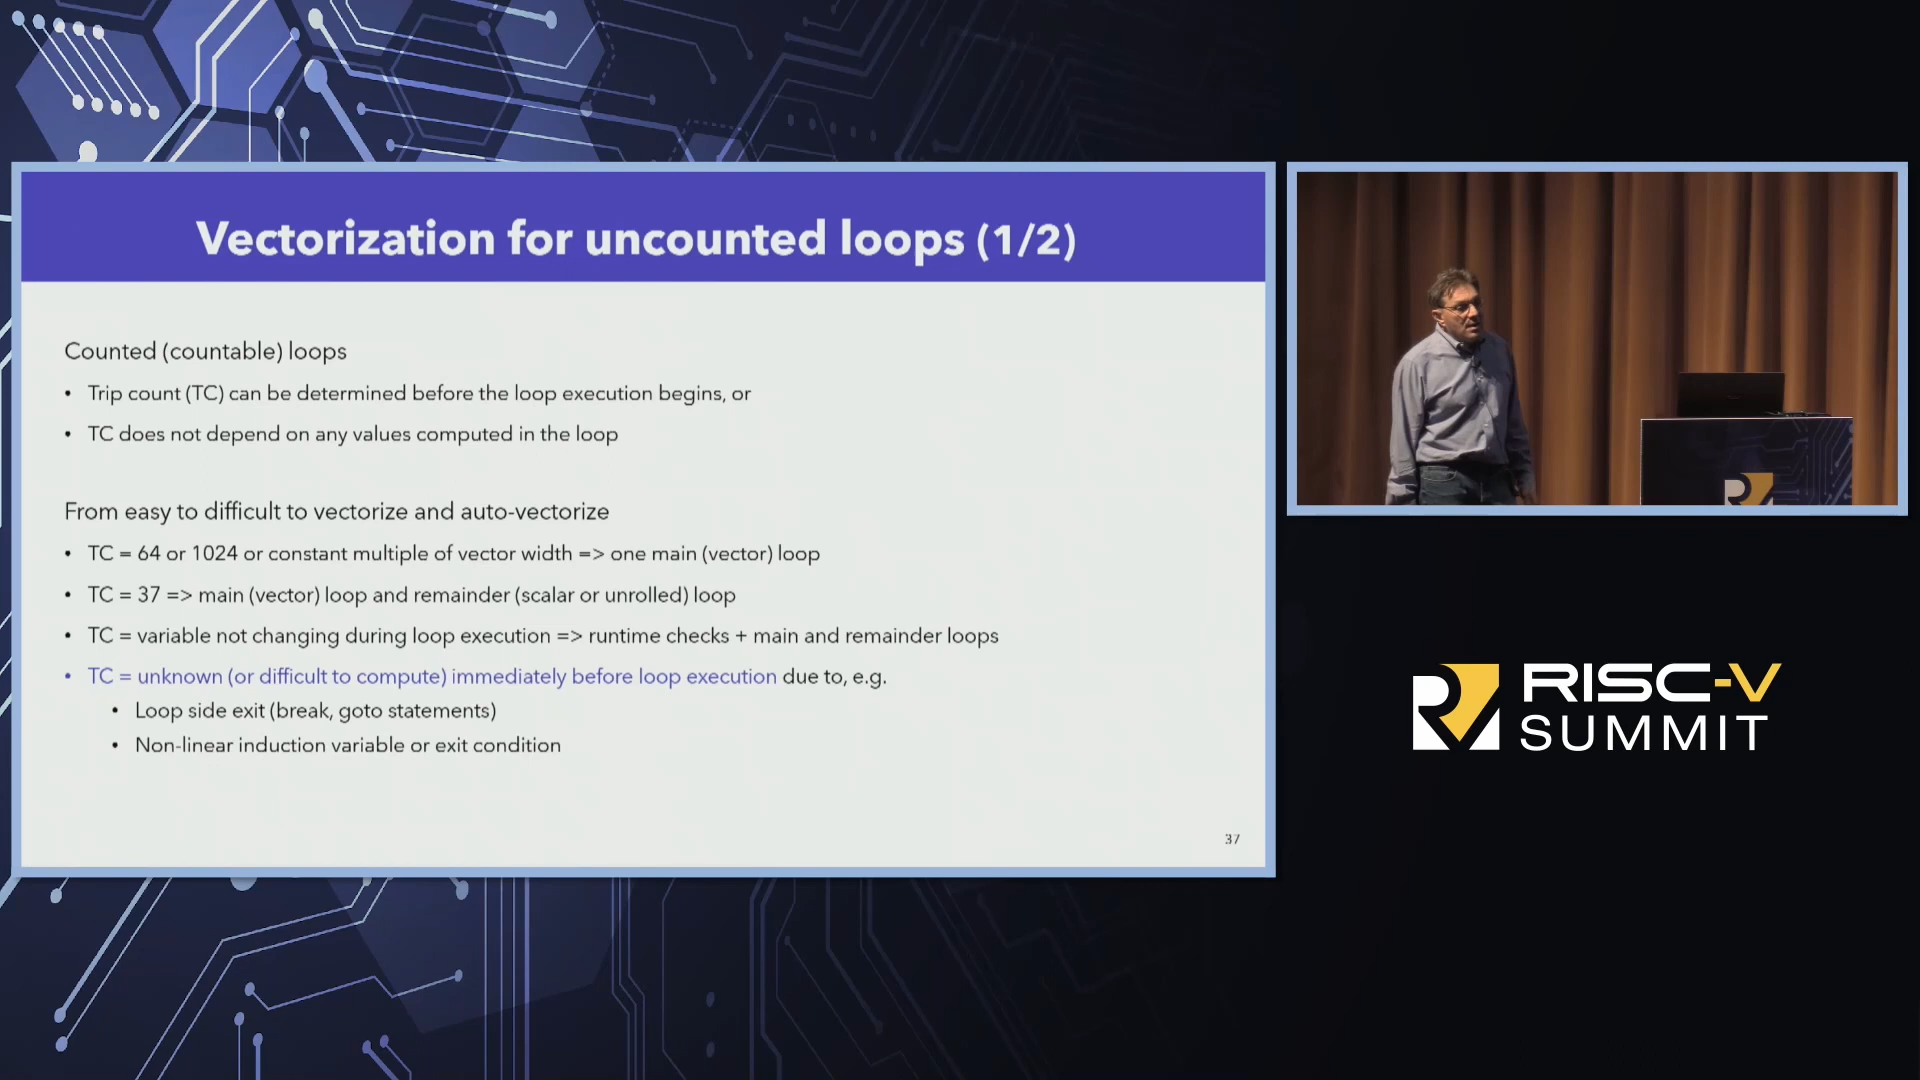 Vectorization for uncounted loops (1/2)
Counted (countable) loops
• Trip count (TC) can be determined before the loop execution begins, or
• TC does not depend on any values computed in the loop
From easy to difficult to vectorize and auto-vectorize
• TC = 64 or 1024 or constant multiple of vector width => one main (vector) loop
• TC = 37 => main (vector) loop and remainder (scalar or unrolled) loop
• TC = variable not changing during loop execution => runtime checks + main and remainder loops
• TC = unknown (or difficult to compute) immediately before loop execution due to, e.g.
• Loop side exit (break, goto statements)
• Non-linear induction variable or exit condition
37
RISC-V
SUMMIT